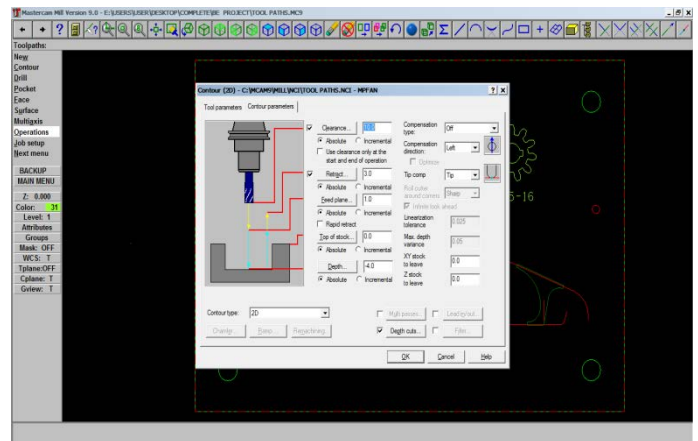 Mastercam Mill Version 9.0 - E:\USERS\USER\DESKTOP\COMPLETE\BE PROJECT\TOOL PATHS.MC9
Toolpaths:
New
Contour
Drill
Pocket
Face
Surface
Multiaxis
Operations
Job setup
Next menu
BACKUP
MAIN MENU
Z: 0.000
Color: 31
Level: 1
Attributes
Groups
Mask: OFF
WCS: T
Tplane:OFF
Cplane: T
Gview: T
Contour (2D) - C:\MCAM9\MILL\NCI\TOOL PATHS.NCI - MPFAN
Tool parameters Contour parameters
Clearance...
Absolute Incremental
Use clearance only at the
start and end of operation
Retract... 3.0
Absolute Incremental
Feed plane... 1.0
Absolute Incremental
Rapid retract
Top of stock... 0.0
Absolute Incremental
Depth... -4.0
Absolute Incremental
Compensation
type: Off
Compensation
direction: Left
Optimize
Tip comp Tip
Roll cutter
around corners Sharp
Infinite look ahead
Linearization
tolerance 0.025
Max. depth
variance 0.05
XY stock
to leave 0.0
Z stock
to leave 0.0
Contour type: 2D
Chamfer... Ramp... Remachining...
Multi passes... Lead in/out...
Depth cuts... Filter...
OK Cancel Help
5-16